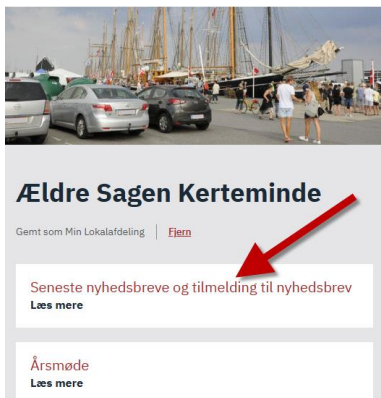 Ældre Sagen Kerteminde
Gemt som Min Lokalafdeling | Fjern
Seneste nyhedsbreve og tilmelding til nyhedsbrev
Læs mere
Årsmøde
Læs mere